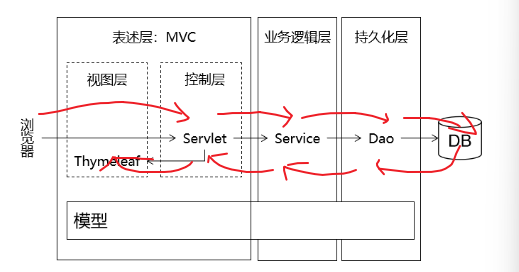 表述层：MVC
业务逻辑层
持久化层
视图层
控制层
浏览器
Servlet
Service
Dao
DB
Thymeleaf
模型